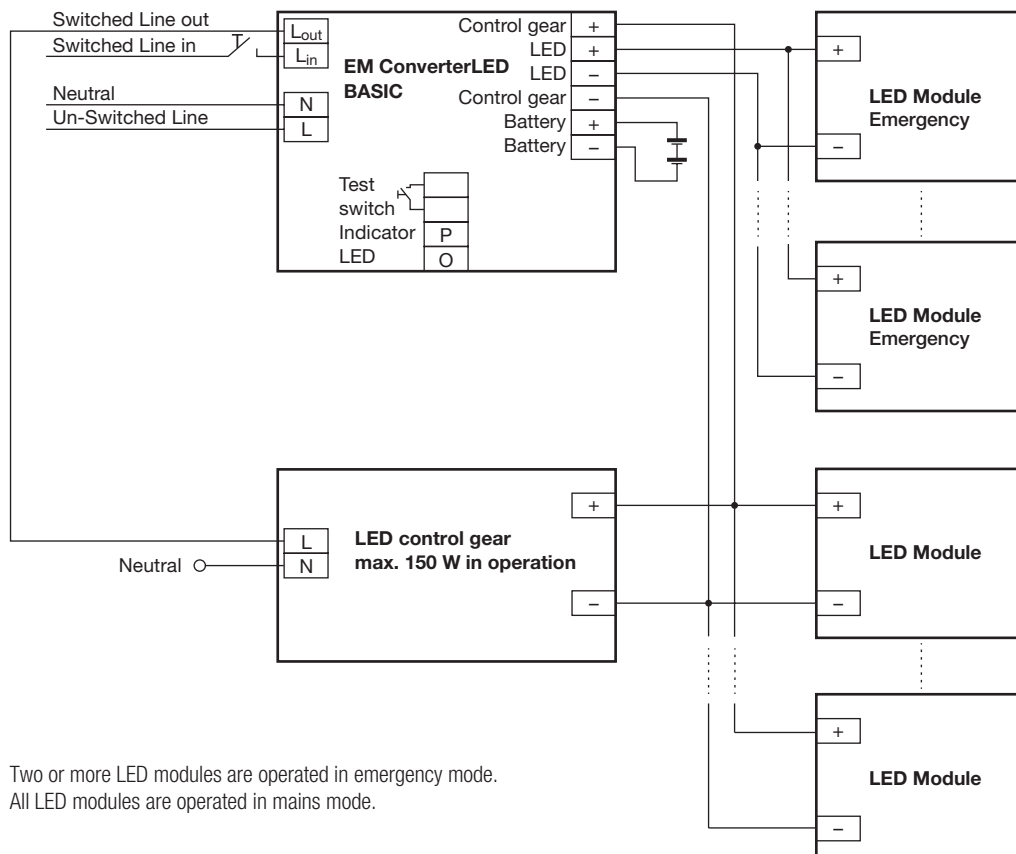 Switched Line out
Switched Line in
Neutral
Un-Switched Line
Lout
Lin
N
L
EM ConverterLED
BASIC
Control gear +
LED +
LED –
Control gear –
Battery +
Battery –
Test
switch
Indicator P
LED O
+
LED Module
Emergency
–
+
LED Module
Emergency
–
L
N
Neutral
LED control gear
max. 150 W in operation
+
–
+
LED Module
–
+
LED Module
–
Two or more LED modules are operated in emergency mode.
All LED modules are operated in mains mode.